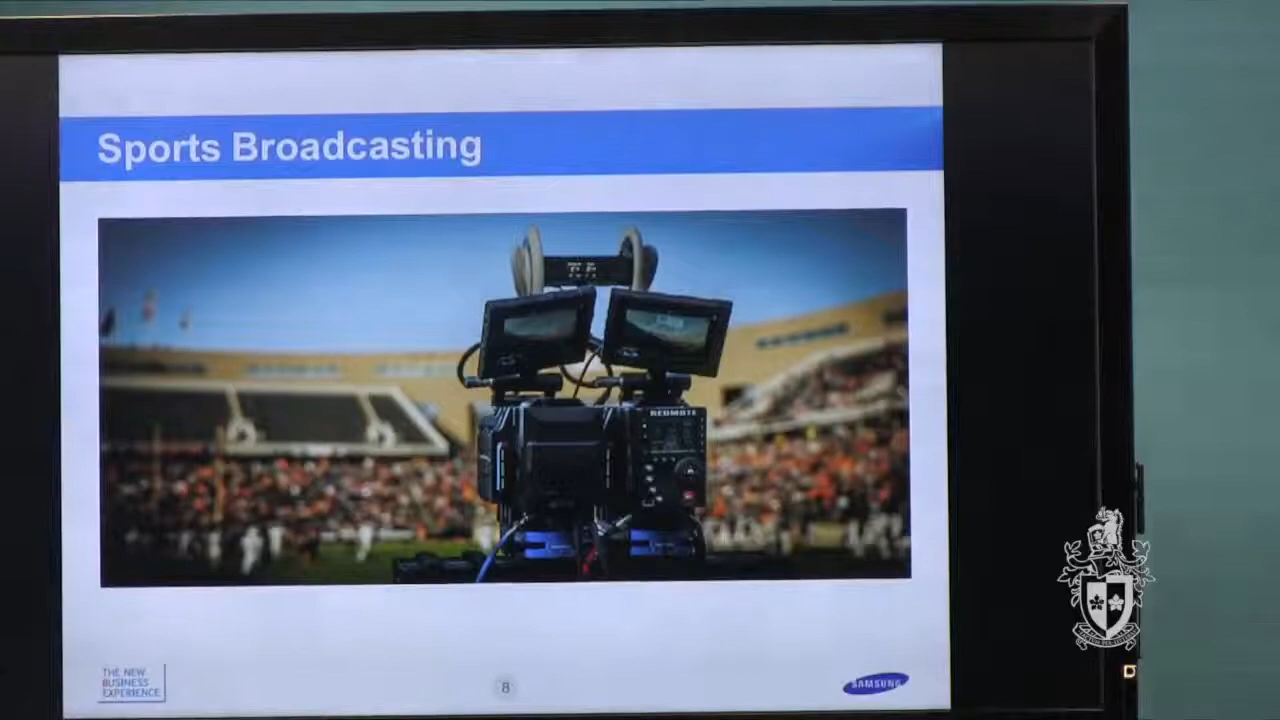 Sports Broadcasting
REDMOTE
THE NEW
BUSINESS
EXPERIENCE
8
SAMSUNG